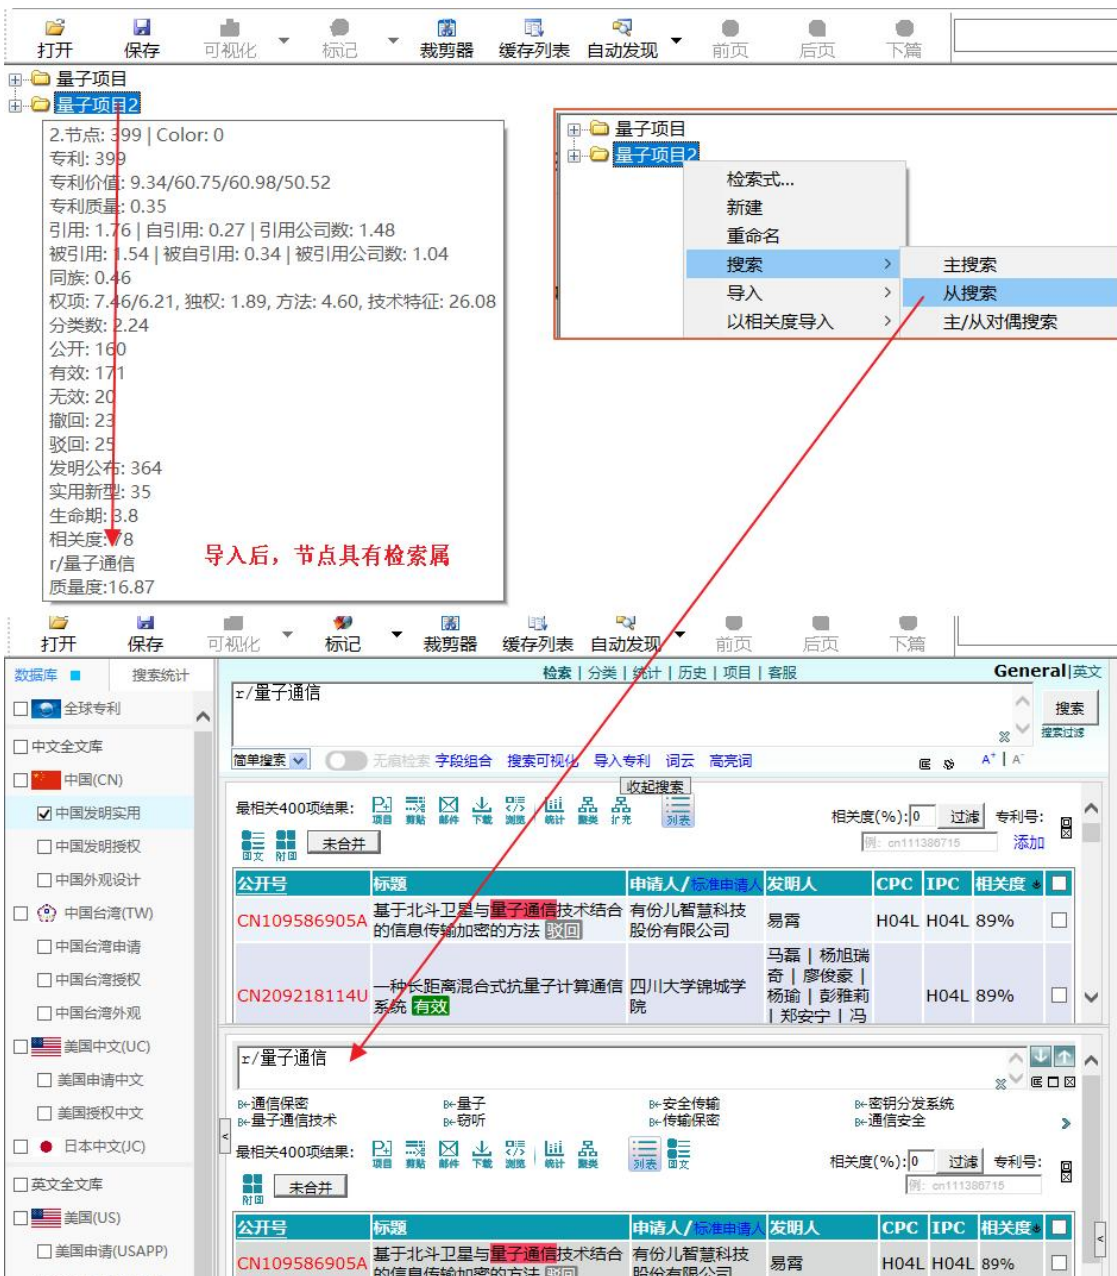 打开 保存 可视化 标记 裁剪器 缓存列表 自动发现 前页 后页 下篇
量子项目
量子项目2
2.节点: 399 | Color: 0
专利: 399
专利价值: 9.34/60.75/60.98/50.52
专利质量: 0.35
引用: 1.76 | 自引用: 0.27 | 引用公司数: 1.48
被引用: 1.54 | 被自引用: 0.34 | 被引用公司数: 1.04
同族: 0.46
权项: 7.46/6.21, 独权: 1.89, 方法: 4.60, 技术特征: 26.08
分类数: 2.24
公开: 160
有效: 171
无效: 20
撤回: 23
驳回: 25
发明公布: 364
实用新型: 35
生命期: 3.8
相关度: 78
r/量子通信
质量度:16.87
导入后，节点具有检索属
量子项目
量子项目2
检索式...
新建
重命名
搜索
导入
以相关度导入
主搜索
从搜索
主/从对偶搜索
打开 保存 可视化 标记 裁剪器 缓存列表 自动发现 前页 后页 下篇
数据库 搜索统计
全球专利
中文全文库
中国(CN)
中国发明实用
中国发明授权
中国外观设计
中国台湾(TW)
中国台湾申请
中国台湾授权
中国台湾外观
美国中文(UC)
美国申请中文
美国授权中文
日本中文(JC)
英文全文库
美国(US)
美国申请(USAPP)
检索 | 分类 | 统计 | 历史 | 项目 | 客服
General|英文
r/量子通信
搜索
搜索过滤
简单搜索 无痕检索 字段组合 搜索可视化 导入专利 词云 高亮词 A⁺ | A⁻
收起搜索
最相关400项结果: 项目 剪贴 邮件 下载 浏览 统计 聚类 扩充 列表
相关度(%):0 过滤 专利号:
图文 附图 未合并
例: cn111386715 添加
公开号 标题 申请人/标准申请人 发明人 CPC IPC 相关度
CN109586905A 基于北斗卫星与量子通信技术结合的信息传输加密的方法 驳回 有份儿智慧科技股份有限公司 易霄 H04L H04L 89%
CN209218114U 一种长距离混合式抗量子计算通信系统 有效 四川大学锦城学院 马磊 | 杨旭瑞奇 | 廖俊豪 | 杨瑜 | 彭雅莉 | 郑安宁 | 冯 H04L 89%
r/量子通信
通信保密 量子 安全传输 密钥分发系统
量子通信技术 窃听 传输保密 通信安全
最相关400项结果: 项目 剪贴 邮件 下载 浏览 统计 聚类 列表 图文
相关度(%):0 过滤 专利号:
附图 未合并
例: cn111386715
公开号 标题 申请人/标准申请人 发明人 CPC IPC 相关度
CN109586905A 基于北斗卫星与量子通信技术结合的信息传输加密的方法 驳回 有份儿智慧科技股份有限公司 易霄 H04L H04L 89%